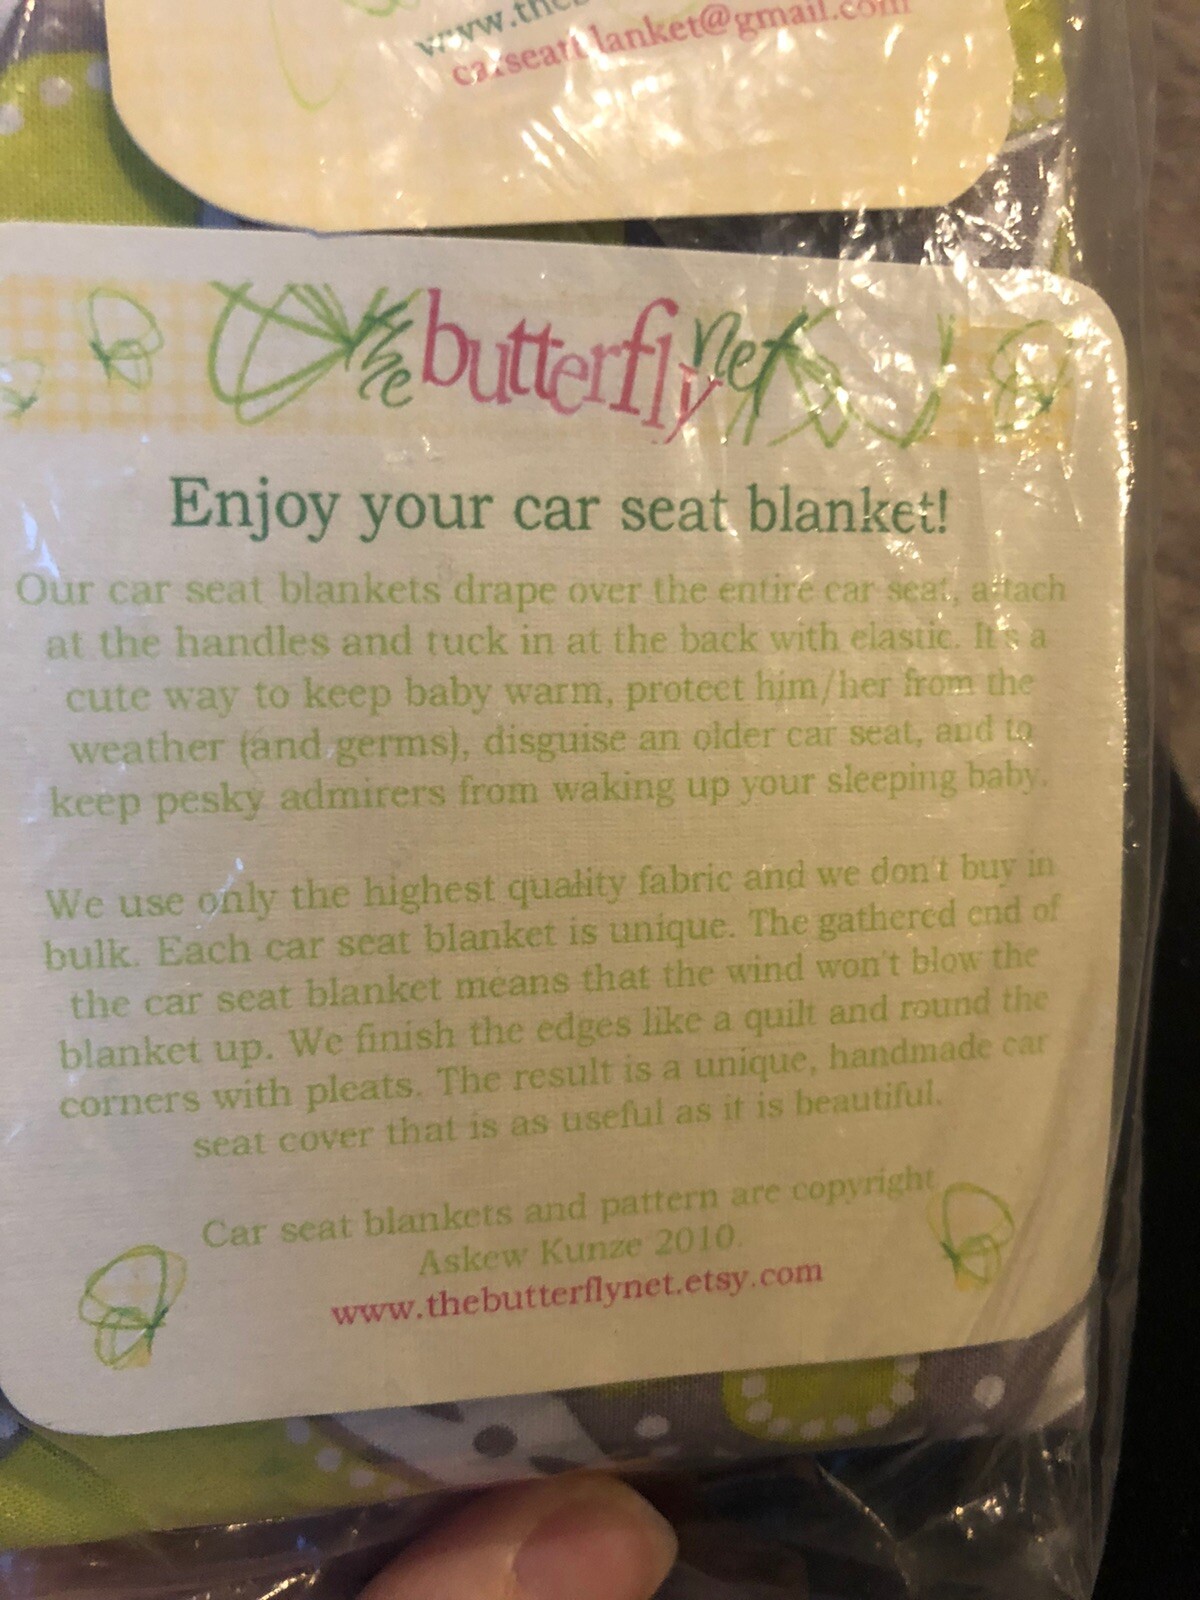 www.thes
carseatblanket@gmail.com
the butterfly net
Enjoy your car seat blanket!
Our car seat blankets drape over the entire car seat, attach
at the handles and tuck in at the back with elastic. It's a
cute way to keep baby warm, protect him/her from the
weather (and germs), disguise an older car seat, and to
keep pesky admirers from waking up your sleeping baby.
We use only the highest quality fabric and we don't buy in
bulk. Each car seat blanket is unique. The gathered end of
the car seat blanket means that the wind won't blow the
blanket up. We finish the edges like a quilt and round the
corners with pleats. The result is a unique, handmade car
seat cover that is as useful as it is beautiful.
Car seat blankets and pattern are copyright
Askew Kunze 2010.
www.thebutterflynet.etsy.com